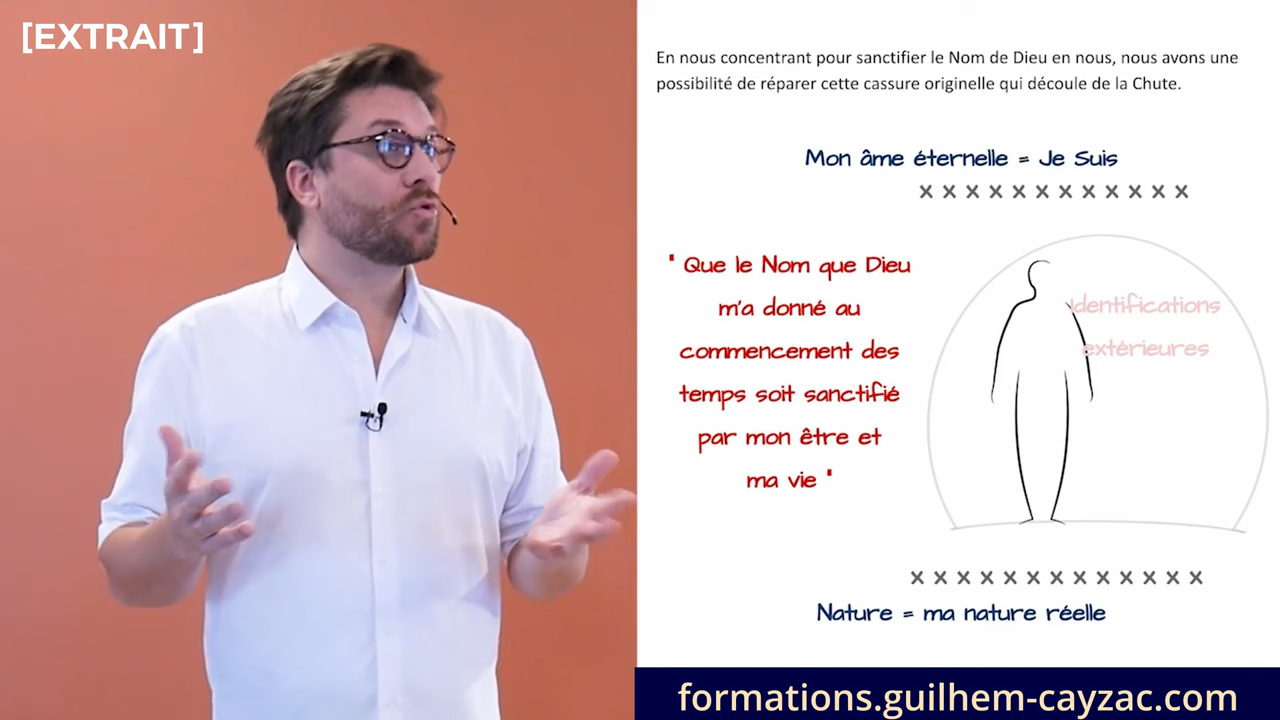 [EXTRAIT]
En nous concentrant pour sanctifier le Nom de Dieu en nous, nous avons une
possibilité de réparer cette cassure originelle qui découle de la Chute.
Mon âme éternelle = Je Suis
x x x x x x x x x x x x
" Que le Nom que Dieu
m'a donné au
commencement des
temps soit sanctifié
par mon être et
ma vie "
Identifications
extérieures
x x x x x x x x x x x x x
Nature = ma nature réelle
formations.guilhem-cayzac.com